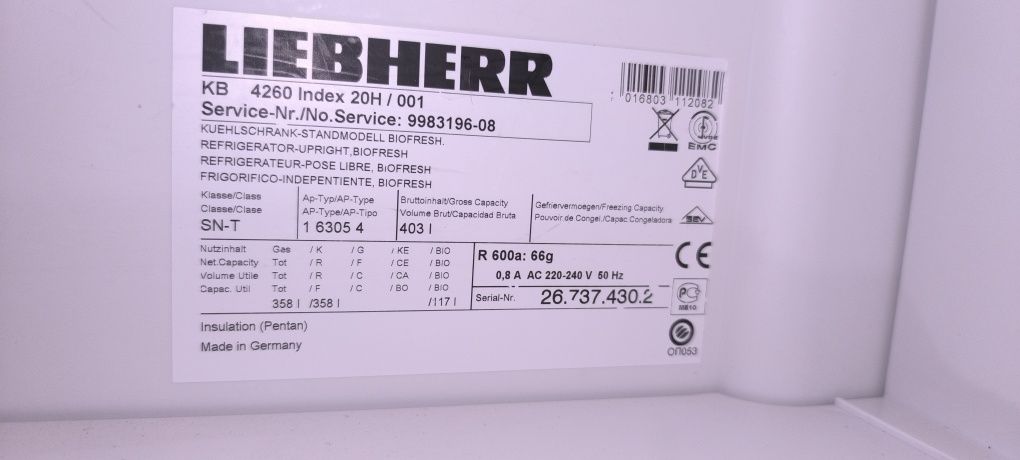 LIEBHERR
KB 4260 Index 20H / 001
Service-Nr./No.Service: 9983196-08
016803 112082
KUEHLSCHRANK-STANDMODELL BIOFRESH.
REFRIGERATOR-UPRIGHT,BIOFRESH
REFRIGERATEUR-POSE LIBRE, BIOFRESH
FRIGORIFICO-INDEPENTIENTE, BIOFRESH
EMC
DVE
SEV
CE
Klasse/Class
Classe/Clase
SN-T
Ap-Typ/AP-Type
AP-Type/AP-Tipo
1 6305 4
Bruttoinhalt/Gross Capacity
Volume Brut/Capacidad Bruta
403 l
Gefriervermoegen/Freezing Capacity
Pouvoir de Congel./Capac.Congeladora
Nutzinhalt Gas / K / G / KE / BIO
Net.Capacity Tot / R / F / CE / BIO
Volume Utile Tot / R / C / CA / BIO
Capac. Util Tot / F / C / BO / BIO
358 l /358 l /117 l
R 600a: 66g
0,8 A AC 220-240 V 50 Hz
Serial-Nr. 26.737.430.2
ME10
ОП053
Insulation (Pentan)
Made in Germany